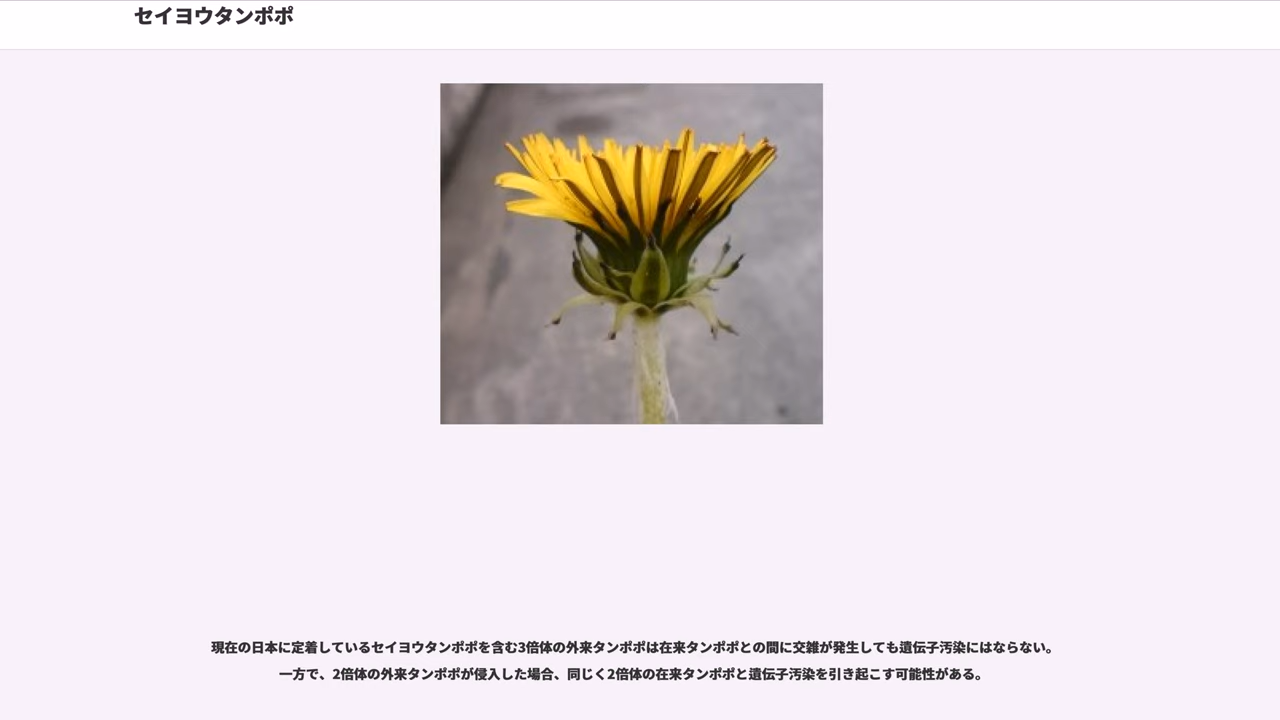 セイヨウタンポポ
現在の日本に定着しているセイヨウタンポポを含む3倍体の外来タンポポは在来タンポポとの間に交雑が発生しても遺伝子汚染にはならない。
一方で、2倍体の外来タンポポが侵入した場合、同じく2倍体の在来タンポポと遺伝子汚染を引き起こす可能性がある。